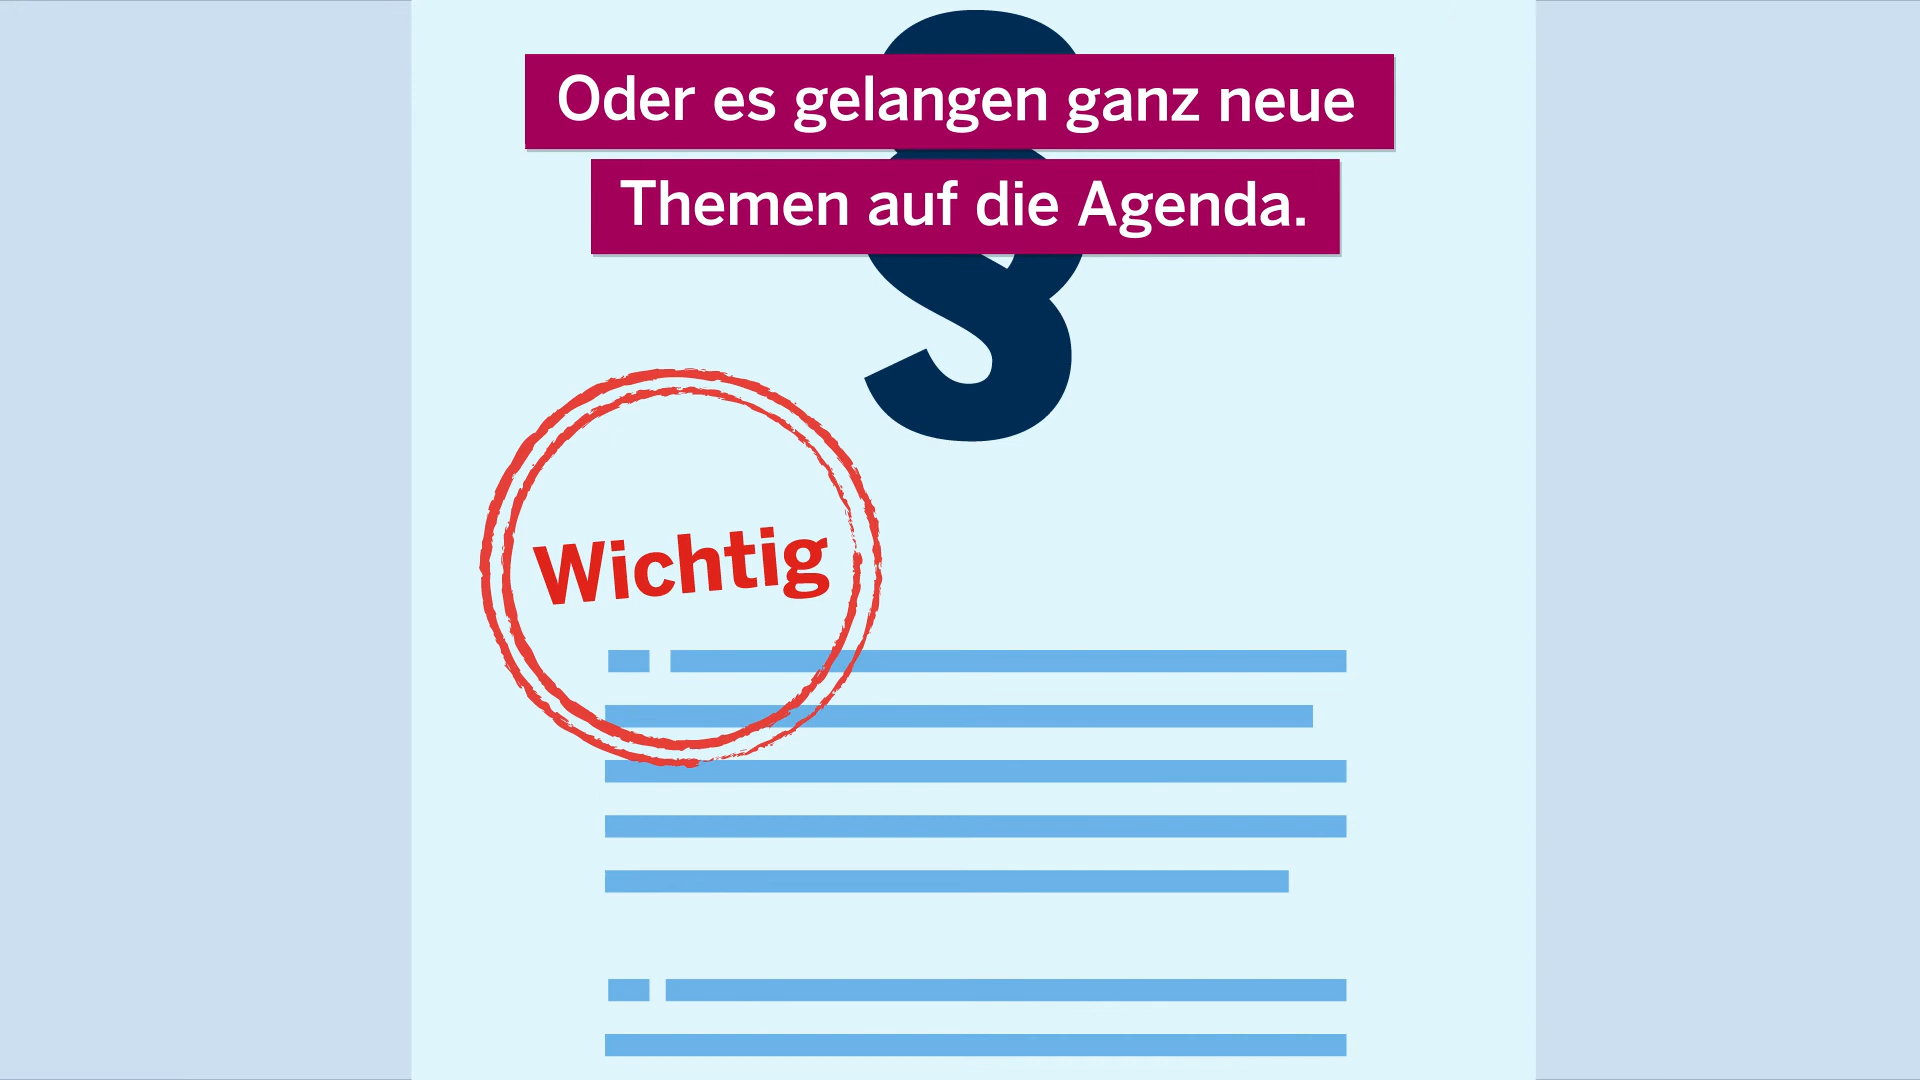 Oder es gelangen ganz neue
Themen auf die Agenda.
§
Wichtig